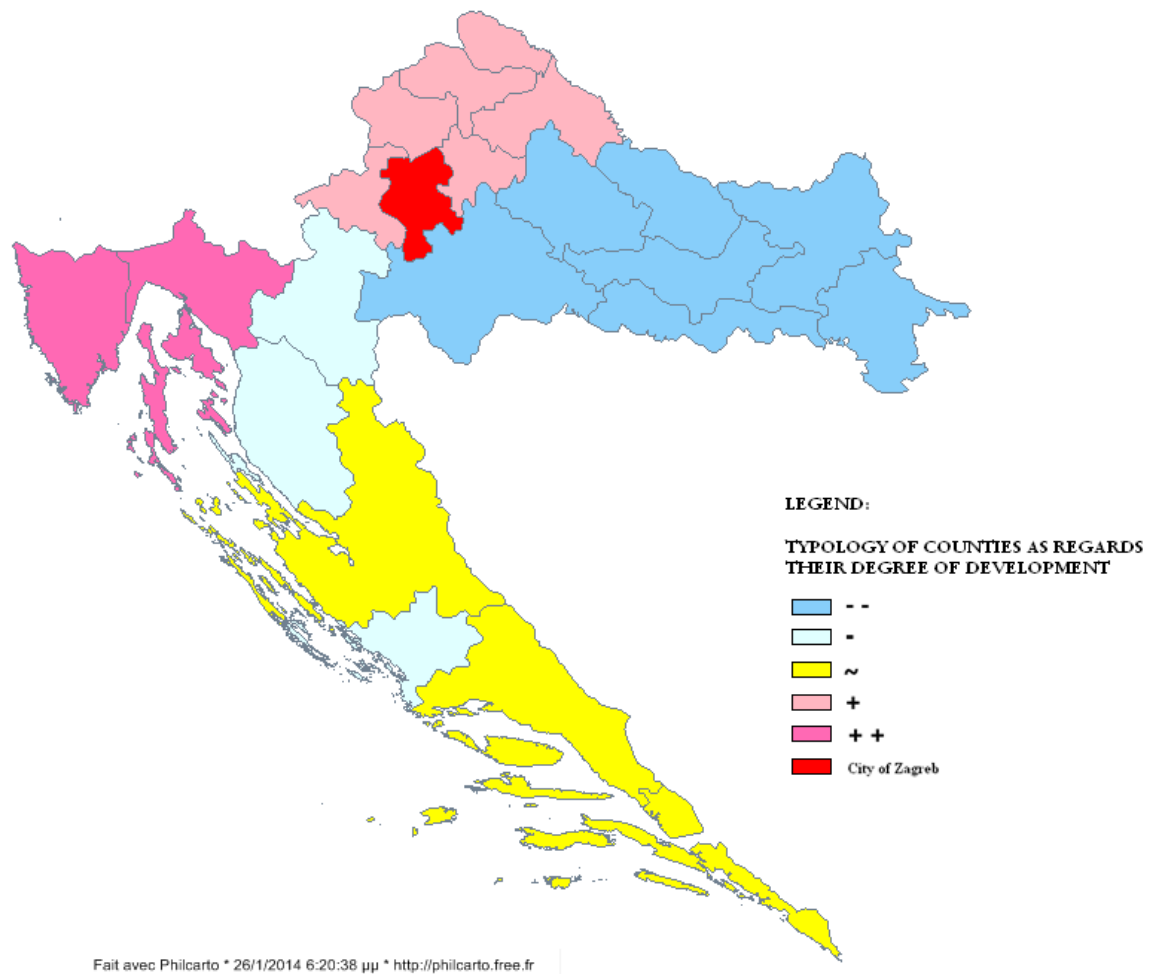 LEGEND:
TYPOLOGY OF COUNTIES AS REGARDS
THEIR DEGREE OF DEVELOPMENT
- -
-
~
+
+ +
City of Zagreb
Fait avec Philcarto * 26/1/2014 6:20:38 μμ * http://philcarto.free.fr